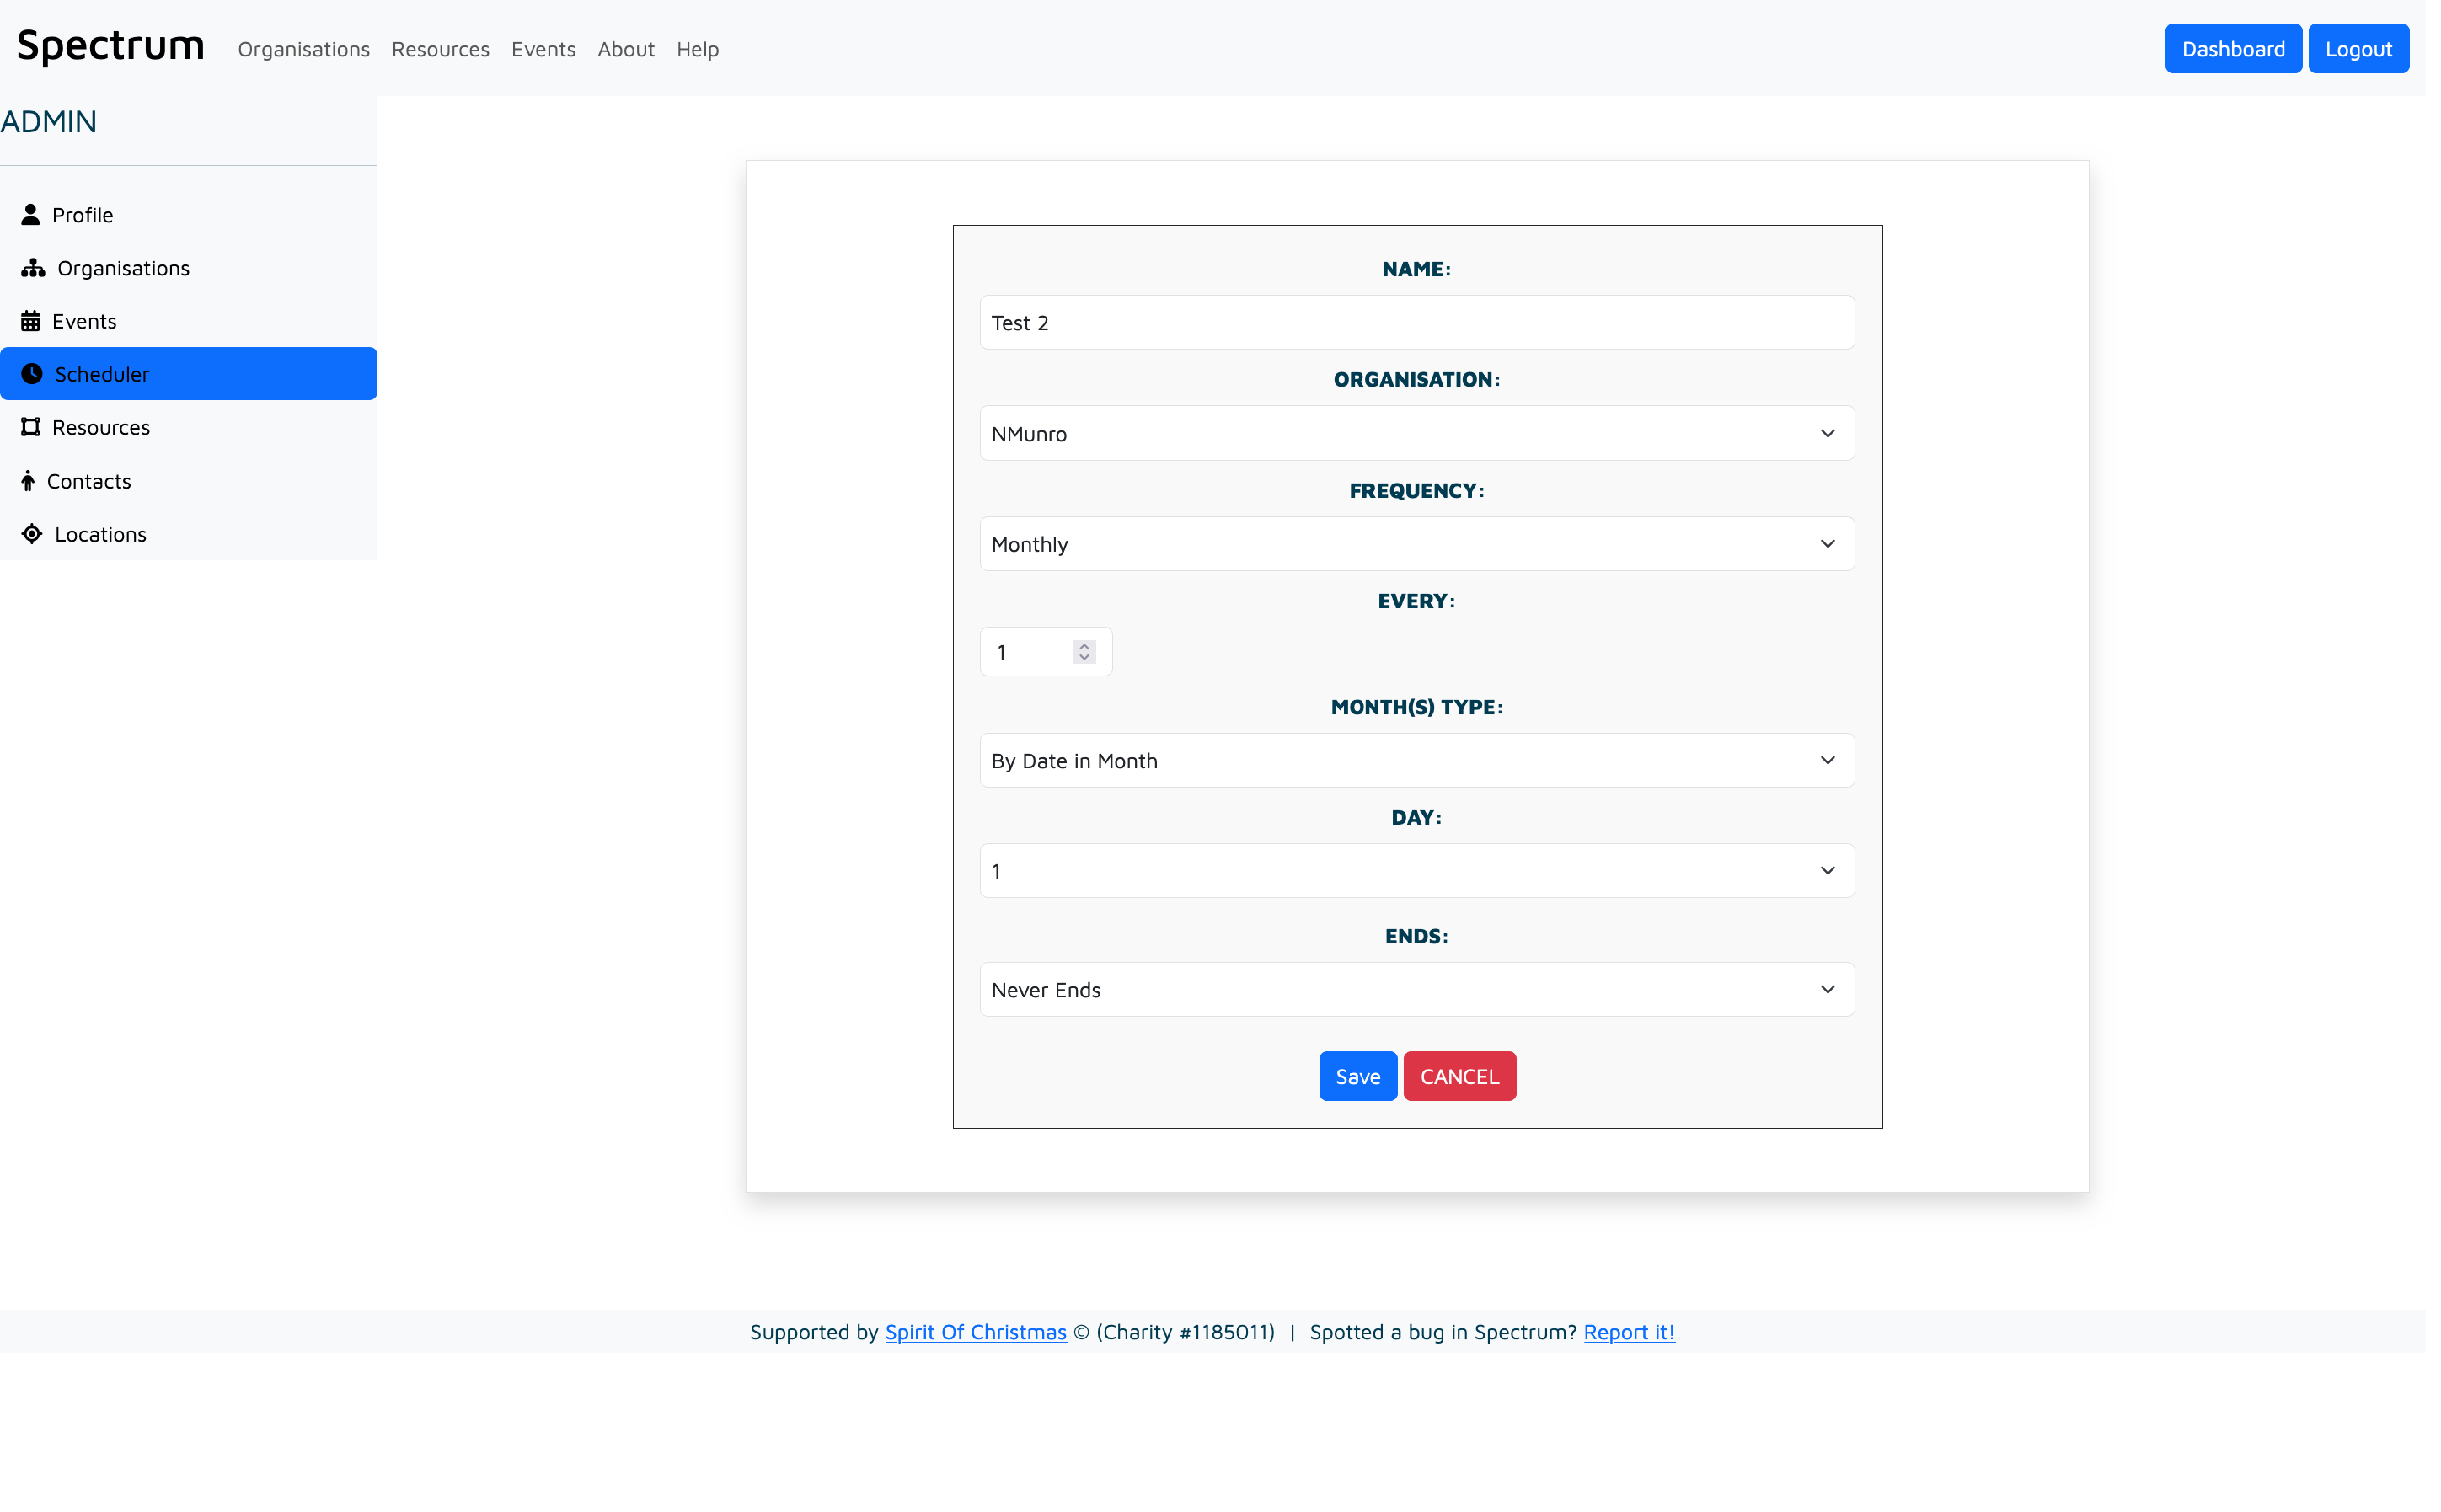 Spectrum Organisations Resources Events About Help Dashboard Logout
ADMIN
Profile
Organisations
Events
Scheduler
Resources
Contacts
Locations
NAME:
Test 2
ORGANISATION:
NMunro
FREQUENCY:
Monthly
EVERY:
1
MONTH(S) TYPE:
By Date in Month
DAY:
1
ENDS:
Never Ends
Save CANCEL
Supported by Spirit Of Christmas © (Charity #1185011) | Spotted a bug in Spectrum? Report it!